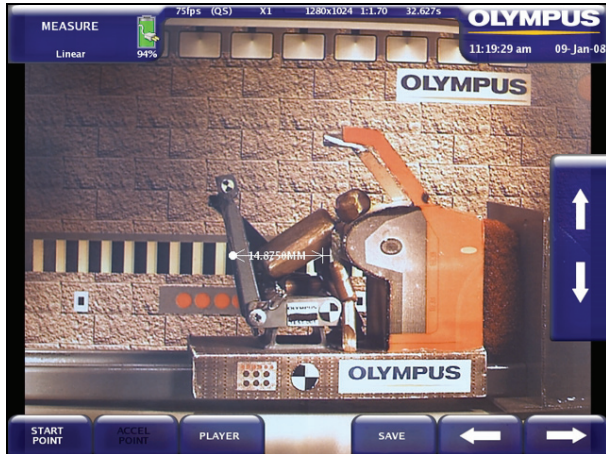 MEASURE
Linear
94%
75fps (QS) X1 1280x1024 1:1.70 32.627s
OLYMPUS
11:19:29 am 09-Jan-08
OLYMPUS
14.8750MM
OLYMPUS
START POINT
ACCEL POINT
PLAYER
SAVE